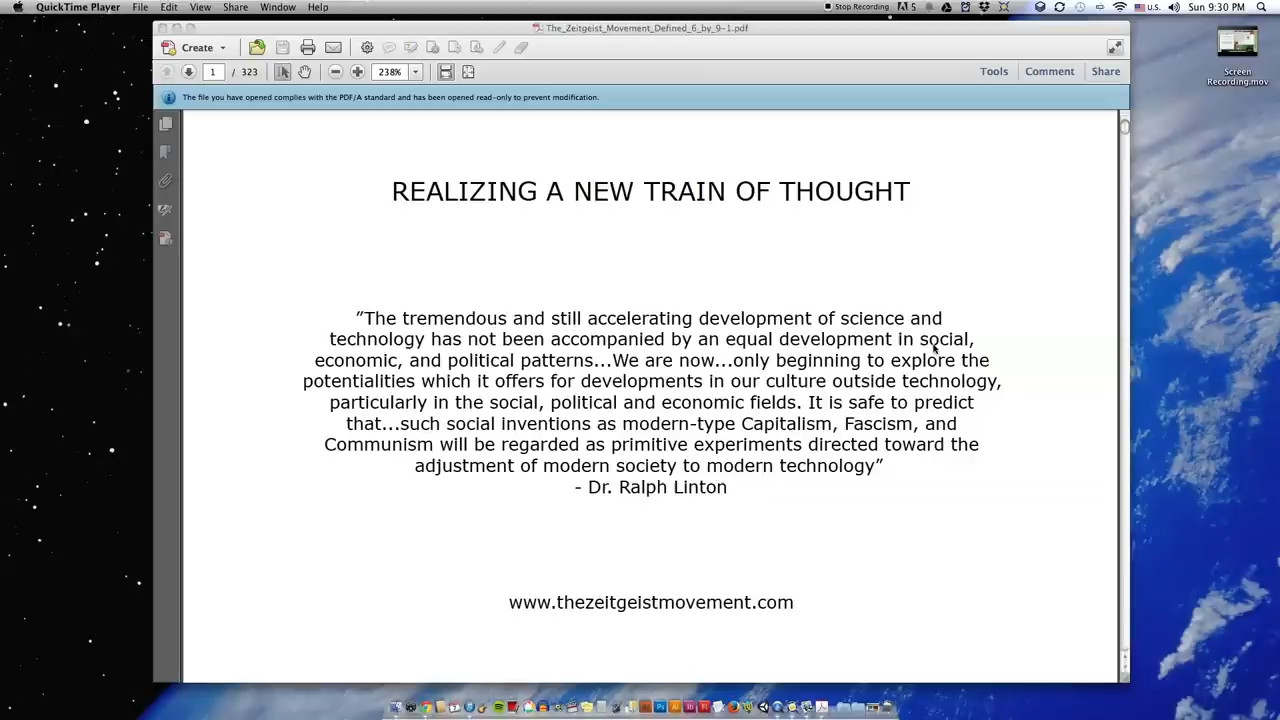 QuickTime Player File Edit View Share Window Help Stop Recording 5 U.S. Sun 9:30 PM
The_Zeitgeist_Movement_Defined_6_by_9-1.pdf
Create
1 / 323 238% Tools Comment Share
The file you have opened complies with the PDF/A standard and has been opened read-only to prevent modification.
Screen
Recording.mov
REALIZING A NEW TRAIN OF THOUGHT
”The tremendous and still accelerating development of science and
technology has not been accompanied by an equal development in social,
economic, and political patterns...We are now...only beginning to explore the
potentialities which it offers for developments in our culture outside technology,
particularly in the social, political and economic fields. It is safe to predict
that...such social inventions as modern-type Capitalism, Fascism, and
Communism will be regarded as primitive experiments directed toward the
adjustment of modern society to modern technology”
- Dr. Ralph Linton
www.thezeitgeistmovement.com